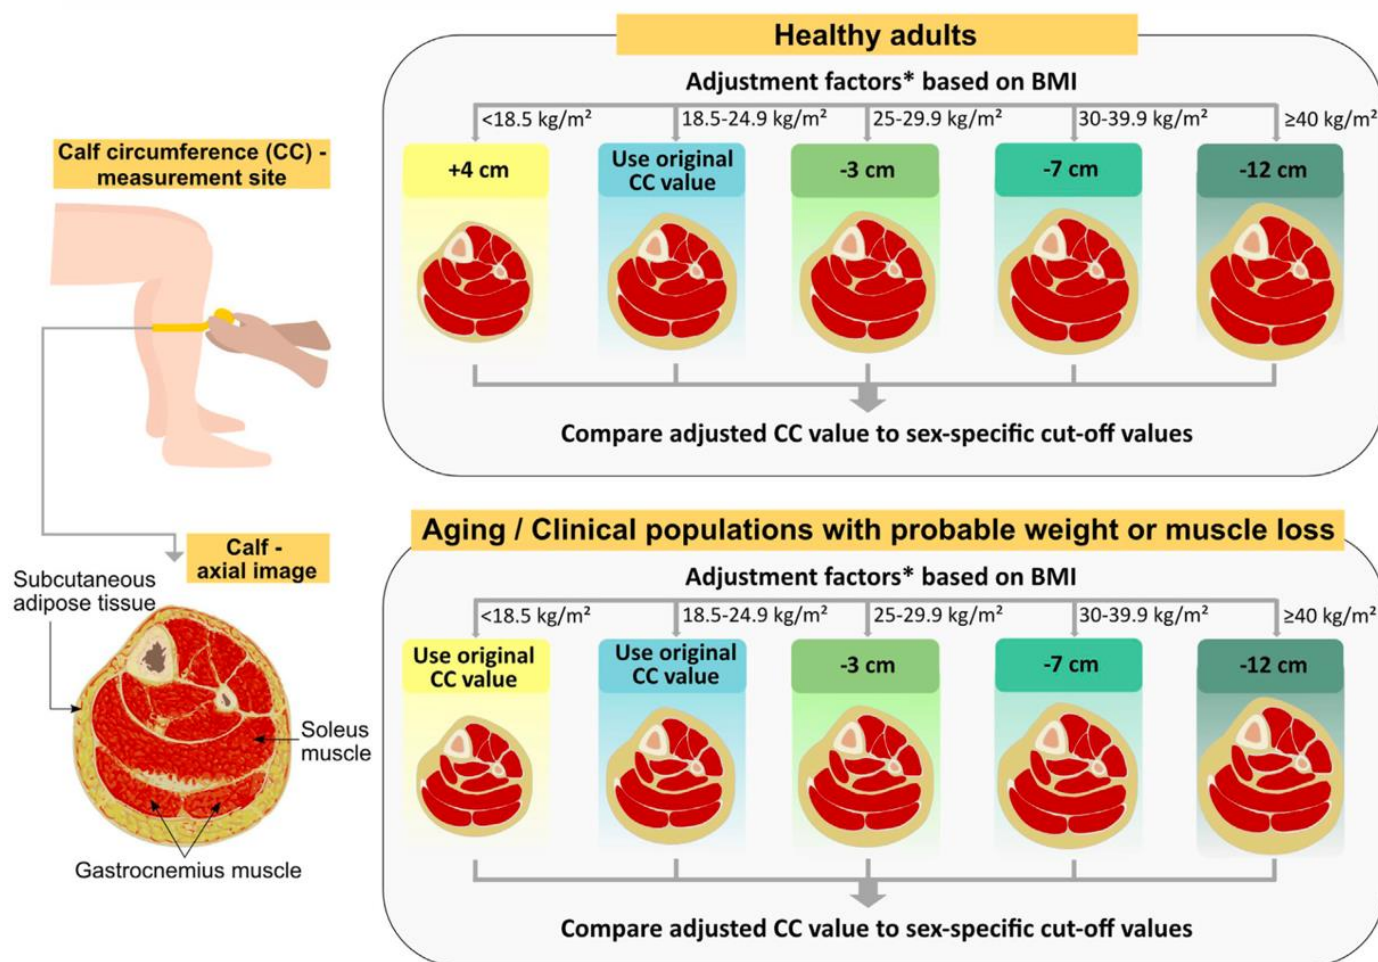 Healthy adults
Adjustment factors* based on BMI
<18.5 kg/m²
18.5-24.9 kg/m²
25-29.9 kg/m²
30-39.9 kg/m²
≥40 kg/m²
+4 cm
Use original
CC value
-3 cm
-7 cm
-12 cm
Compare adjusted CC value to sex-specific cut-off values
Calf circumference (CC) -
measurement site
Calf -
axial image
Subcutaneous
adipose tissue
Soleus
muscle
Gastrocnemius muscle
Aging / Clinical populations with probable weight or muscle loss
Adjustment factors* based on BMI
<18.5 kg/m²
18.5-24.9 kg/m²
25-29.9 kg/m²
30-39.9 kg/m²
≥40 kg/m²
Use original
CC value
Use original
CC value
-3 cm
-7 cm
-12 cm
Compare adjusted CC value to sex-specific cut-off values